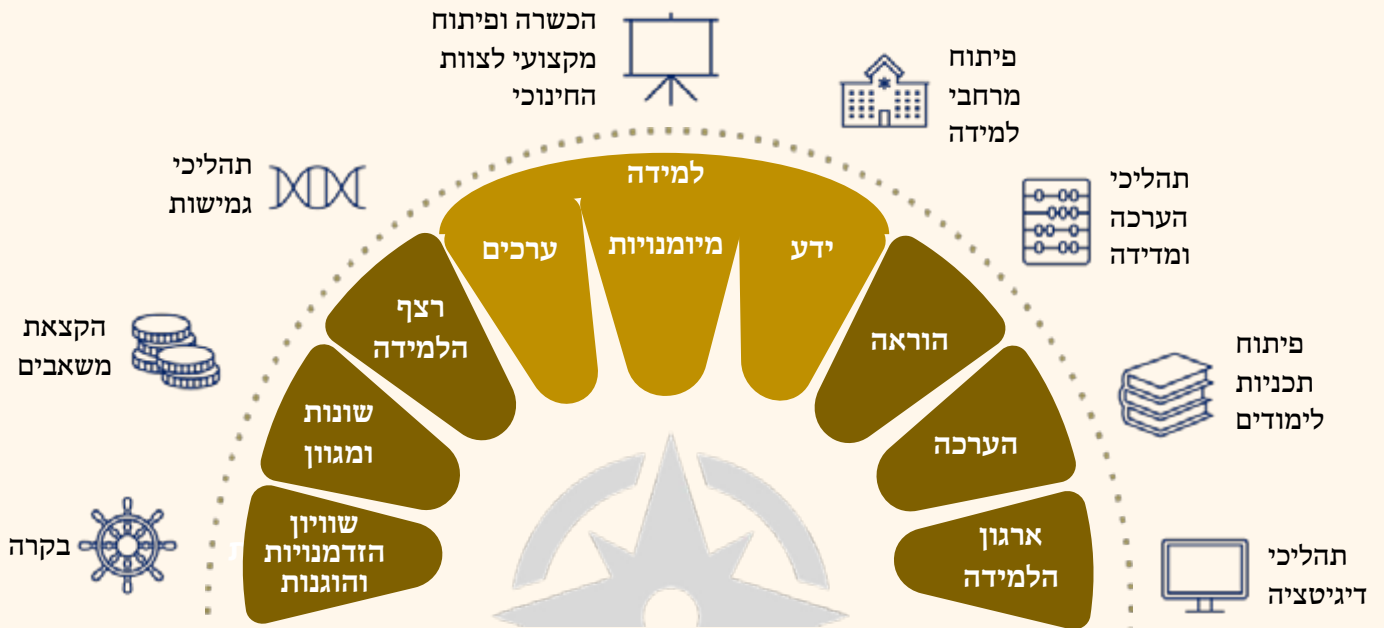 הכשרה ופיתוח
מקצועי לצוות
החינוכי
פיתוח
מרחבי
למידה
תהליכי
הערכה
ומדידה
פיתוח
תכניות
לימודים
תהליכי
דיגיטציה
תהליכי
גמישות
הקצאת
משאבים
בקרה
למידה
ידע
מיומנויות
ערכים
הוראה
הערכה
ארגון
הלמידה
רצף
הלמידה
שונות
ומגוון
שוויון
הזדמנויות
והוגנות